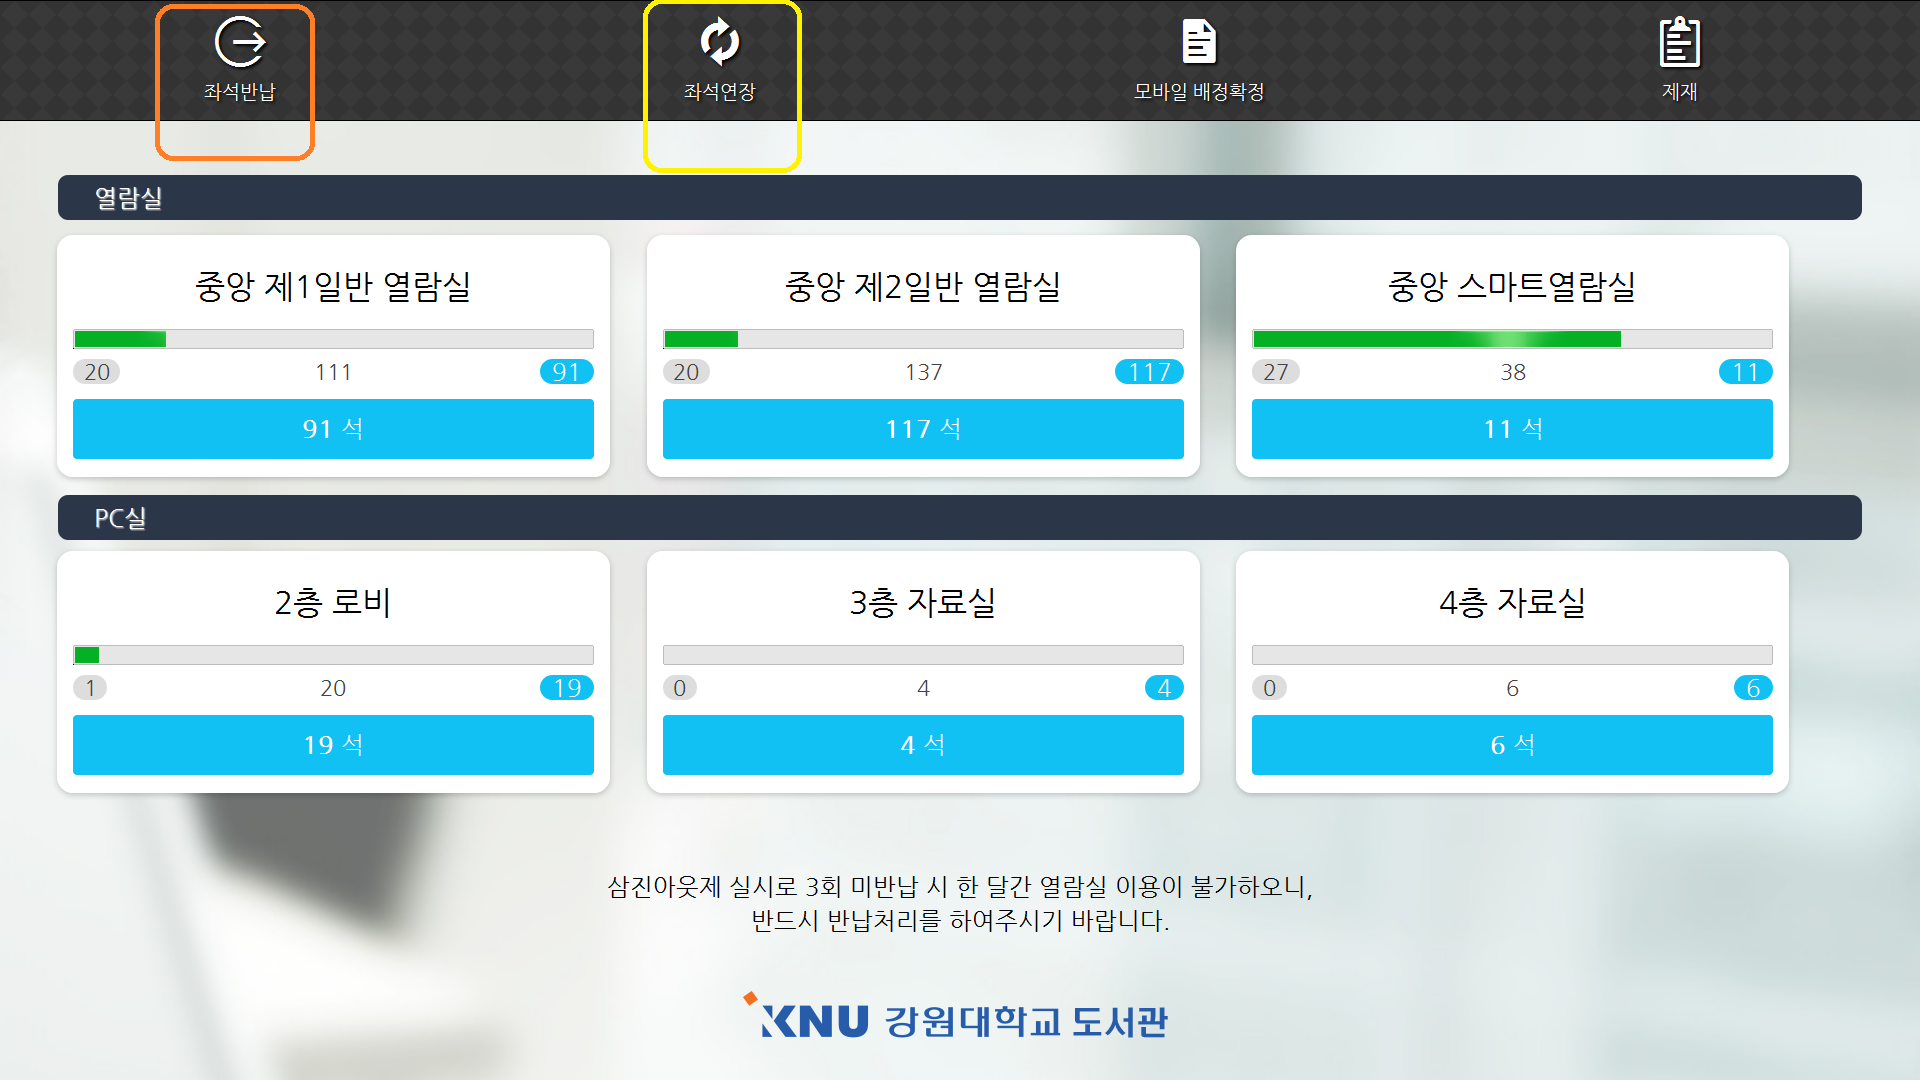 좌석반납
좌석연장
모바일 배정확정
제재
열람실
중앙 제1일반 열람실
20 111 91
91 석
중앙 제2일반 열람실
20 137 117
117 석
중앙 스마트열람실
27 38 11
11 석
PC실
2층 로비
1 20 19
19 석
3층 자료실
0 4 4
4 석
4층 자료실
0 6 6
6 석
삼진아웃제 실시로 3회 미반납 시 한 달간 열람실 이용이 불가하오니,
반드시 반납처리를 하여주시기 바랍니다.
KNU 강원대학교 도서관